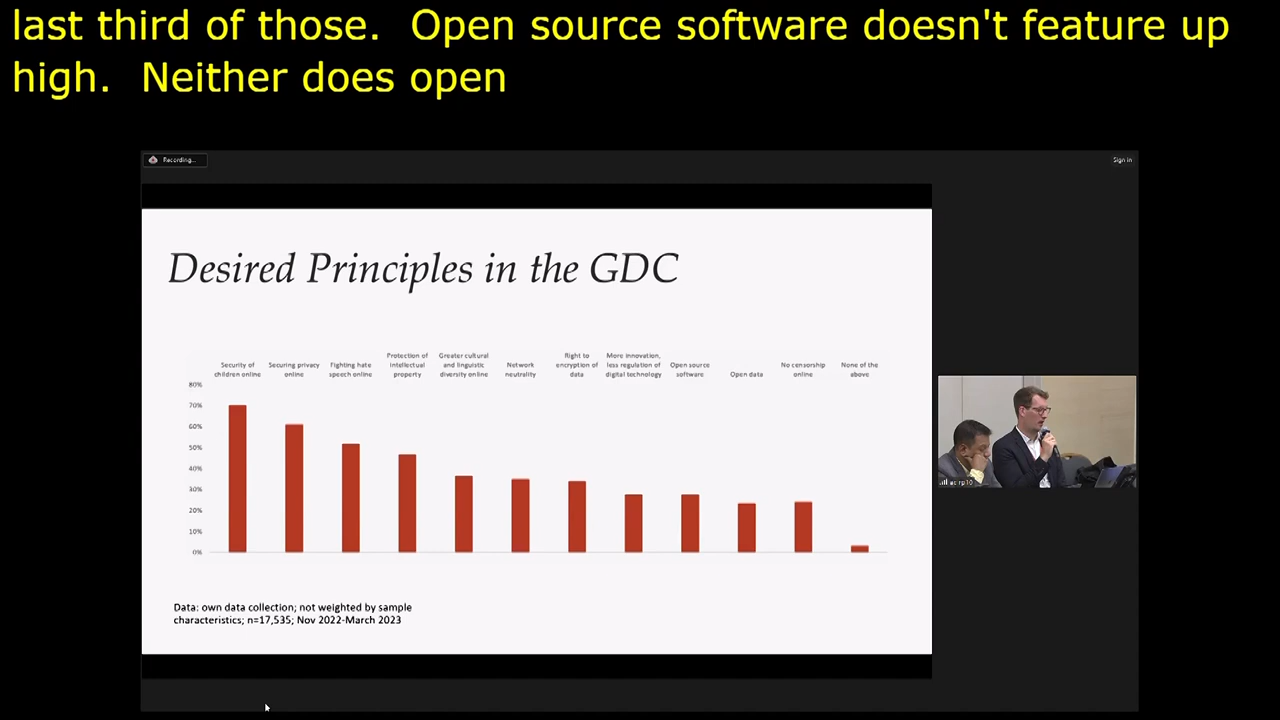 last third of those.  Open source software doesn't feature up
high.  Neither does open
Recording...
Sign in
Desired Principles in the GDC
Security of
children online
Securing privacy
online
Fighting hate
speech online
Protection of
intellectual
property
Greater cultural
and linguistic
diversity online
Network
neutrality
Right to
encryption of
data
More innovation,
less regulation of
digital technology
Open source
software
Open data
No censorship
online
None of the
above
80%
70%
60%
50%
40%
30%
20%
10%
0%
Data: own data collection; not weighted by sample
characteristics; n=17,535; Nov 2022-March 2023